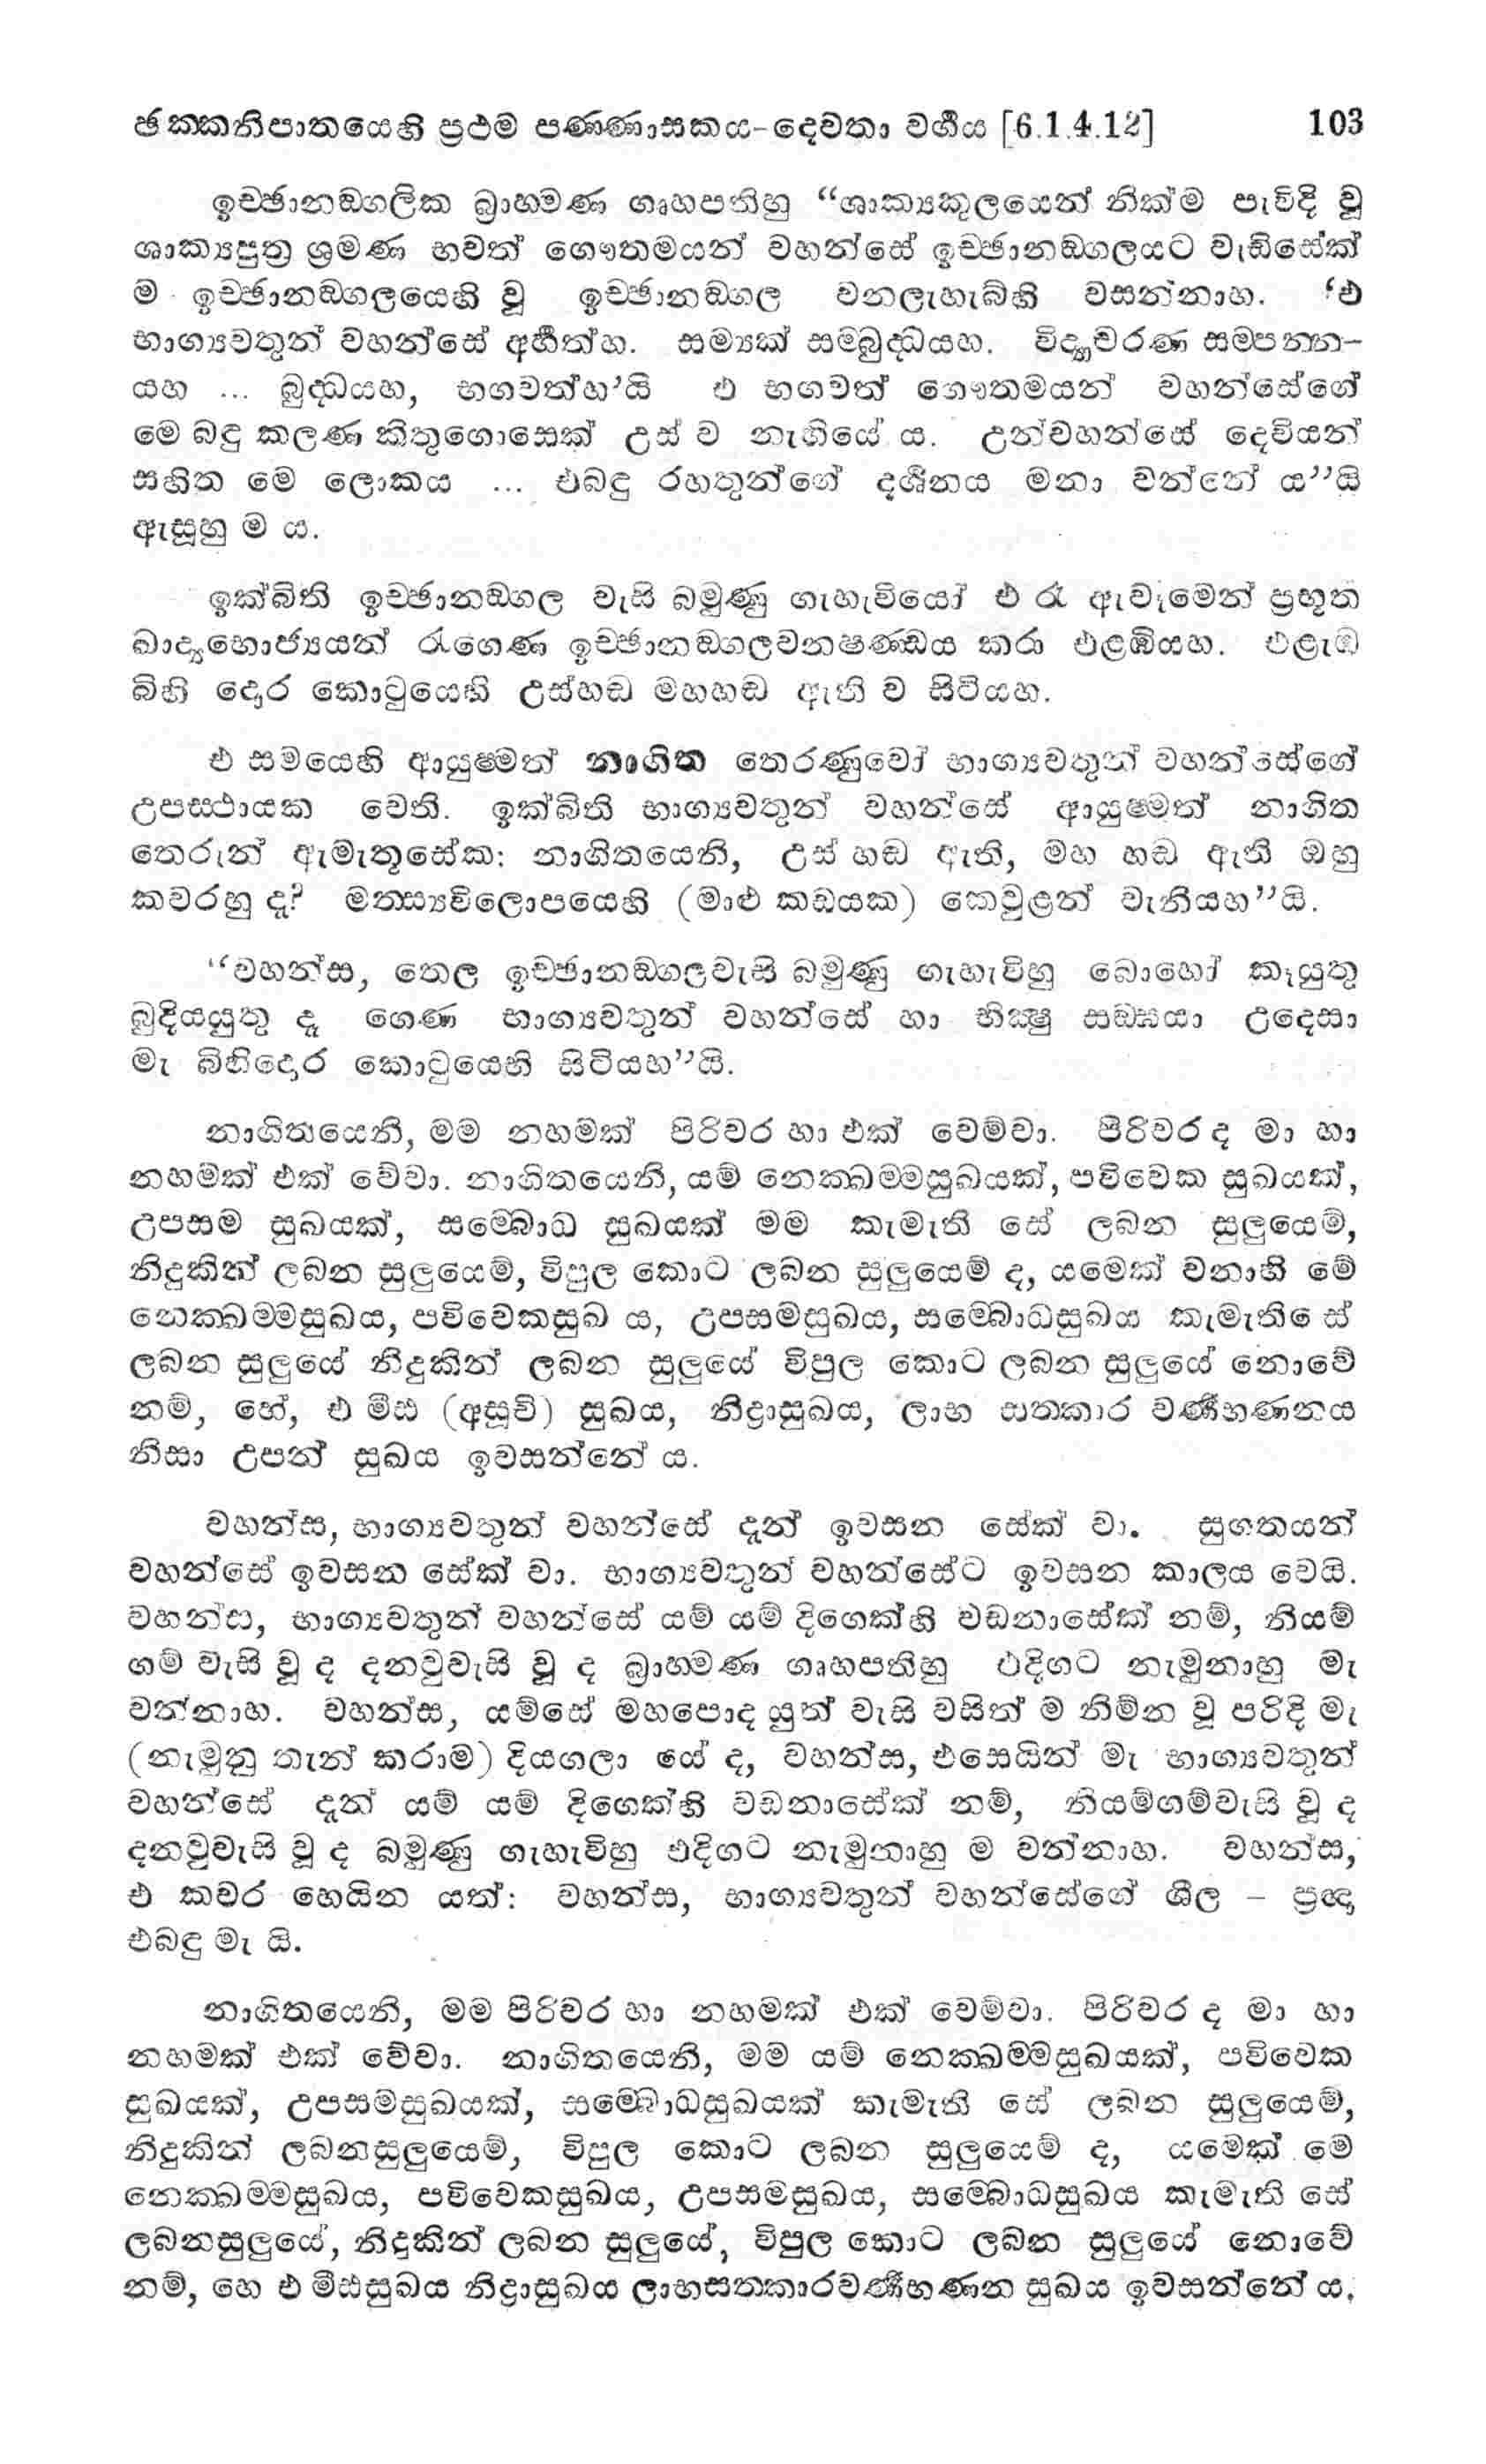 ඡක්කනිපාතයෙහි ප්‍රථම පණ්ණාසකය-දෙවතා වර්‍ගය [6.1.4.12] 103
ඉච්ඡානඞ්ගලික බ්‍රාහ්මණ ගෘහපතිහු “ශාක්‍යකුලයෙන් නික්ම පැවිදි වූ
ශාක්‍යපුත්‍ර ශ්‍රමණ භවත් ගෞතමයන් වහන්සේ ඉච්ඡානඞ්ගලයට වැඩිසේක්
ම ඉච්ඡානඞ්ගලයෙහි වූ ඉච්ඡානඞ්ගල වනලැහැබ්හි වසන්නාහ. ‘එ
භාග්‍යවතුන් වහන්සේ අර්‍හත්හ. සම්‍යක් සම්බුද්ධයහ. විද්‍යාචරණ සම්පන්න-
යහ ... බුද්ධයහ, භගවත්හ’යි එ භගවත් ගෞතමයන් වහන්සේගේ
මෙ බඳු කලණ කිතුගොසෙක් උස් ව නැගියේ ය. උන්වහන්සේ දෙවියන්
සහිත මෙ ලොකය ... එබඳු රහතුන්ගේ දර්‍ශනය මනා වන්නේ ය”යි
ඇසූහු ම ය.
ඉක්බිති ඉච්ඡානඞ්ගල වැසි බමුණු ගැහැවියෝ එ රෑ ඇවෑමෙන් ප්‍රභූත
ඛාද්‍යභොජ්‍යයන් රැගෙණ ඉච්ඡානඞ්ගලවනෂණ්ඩය කරා එළඹියහ. එළැඹ
බිහි දොර කොටුයෙහි උස්හඬ මහහඬ ඇති ව සිටියහ.
එ සමයෙහි ආයුෂ්මත් නාගිත තෙරණුවෝ භාග්‍යවතුන් වහන්සේගේ
උපස්ථායක වෙති. ඉක්බිති භාග්‍යවතුන් වහන්සේ ආයුෂ්මත් නාගිත
තෙරුන් ඇමැතූසේක: නාගිතයෙනි, උස් හඬ ඇති, මහ හඬ ඇති ඔහු
කවරහු ද? මත්ස්‍යවිලොපයෙහි (මාළු කඩයක) කෙවුළන් වැනියහ”යි.
“වහන්ස, තෙල ඉච්ඡානඞ්ගලවැසි බමුණු ගැහැවිහු බොහෝ කෑයුතු
බුදියයුතු දෑ ගෙණ භාග්‍යවතුන් වහන්සේ හා භික්‍ෂු සඞ්ඝයා උදෙසා
මැ බිහිදොර කොටුයෙහි සිටියහ”යි.
නාගිතයෙනි, මම නහමක් පිරිවර හා එක් වෙම්වා. පිරිවර ද මා හා
නහමක් එක් වේවා. නාගිතයෙනි, යම් නෙක්ඛම්මසුඛයක්, පවිවෙක සුඛයක්,
උපසම සුඛයක්, සම්බොධ සුඛයක් මම කැමැති සේ ලබන සුලුයෙම්,
නිදුකින් ලබන සුලුයෙම්, විපුල කොට ලබන සුලුයෙම් ද, යමෙක් වනාහි මේ
නෙක්ඛම්මසුඛය, පවිවෙකසුඛ ය, උපසමසුඛය, සම්බොධසුඛය කැමැතිසේ
ලබන සුලුයේ නිදුකින් ලබන සුලුයේ විපුල කොට ලබන සුලුයේ නොවේ
නම්, හේ, එ මීඪ (අසූචි) සුඛය, නිද්‍රාසුඛය, ලාභ සත්කාර වර්‍ණභණනය
නිසා උපන් සුඛය ඉවසන්නේ ය.
වහන්ස, භාග්‍යවතුන් වහන්සේ දැන් ඉවසන සේක් වා. සුගතයන්
වහන්සේ ඉවසන සේක් වා. භාග්‍යවතුන් වහන්සේට ඉවසන කාලය වෙයි.
වහන්ස, භාග්‍යවතුන් වහන්සේ යම් යම් දිගෙක්හි වඩනාසේක් නම්, නියම්
ගම් වැසි වූ ද දනවුවැසි වූ ද බ්‍රාහ්මණ ගෘහපතිහු එදිගට නැමුනාහු මැ
වන්නාහ. වහන්ස, යම්සේ මහපොද යුත් වැසි වසිත් ම නිම්න වූ පරිදි මැ
(නැමුනු තැන් කරාම) දියගලා යේ ද, වහන්ස, එසෙයින් මැ භාග්‍යවතුන්
වහන්සේ දැන් යම් යම් දිගෙක්හි වඩනාසේක් නම්, නියම්ගම්වැසි වූ ද
දනවුවැසි වූ ද බමුණු ගැහැවිහු එදිගට නැමුනාහු ම වන්නාහ. වහන්ස,
එ කවර හෙයින යත්: වහන්ස, භාග්‍යවතුන් වහන්සේගේ ශීල – ප්‍රඥා
එබඳු මැ යි.
නාගිතයෙනි, මම පිරිවර හා නහමක් එක් වෙම්වා. පිරිවර ද මා හා
නහමක් එක් වේවා. නාගිතයෙනි, මම යම් නෙක්ඛම්මසුඛයක්, පවිවෙක
සුඛයක්, උපසමසුඛයක්, සම්බොධසුඛයක් කැමැති සේ ලබන සුලුයෙම්,
නිදුකින් ලබනසුලුයෙම්, විපුල කොට ලබන සුලුයෙම් ද, යමෙක් මේ
නෙක්ඛම්මසුඛය, පවිවෙකසුඛය, උපසමසුඛය, සම්බොධසුඛය කැමැති සේ
ලබනසුලුයේ, නිදුකින් ලබන සුලුයේ, විපුල කොට ලබන සුලුයේ නොවේ
නම්, හෙ එ මීඪසුඛය නිද්‍රාසුඛය ලාභසත්කාරවර්‍ණභණන සුඛය ඉවසන්නේ ය.